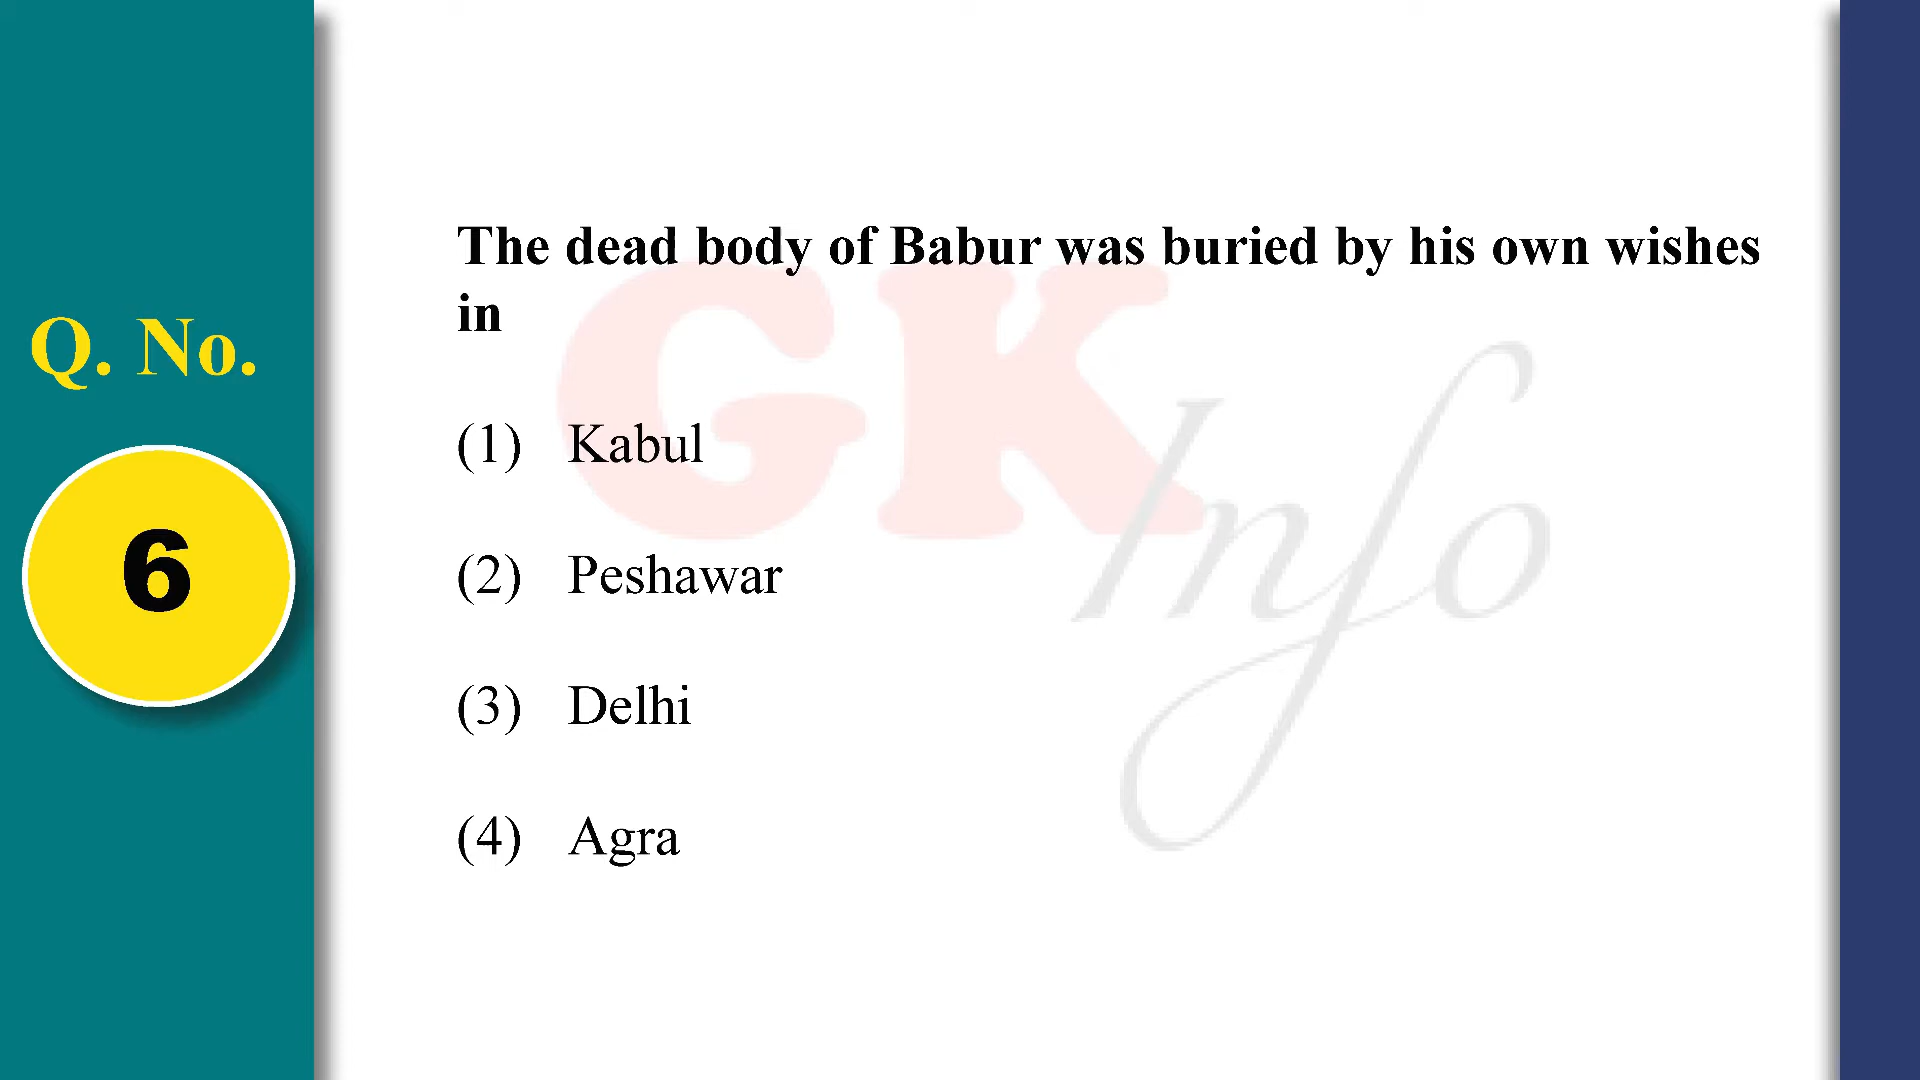 Q. No.
6
The dead body of Babur was buried by his own wishes
in
(1) Kabul
(2) Peshawar
(3) Delhi
(4) Agra
GK
Info